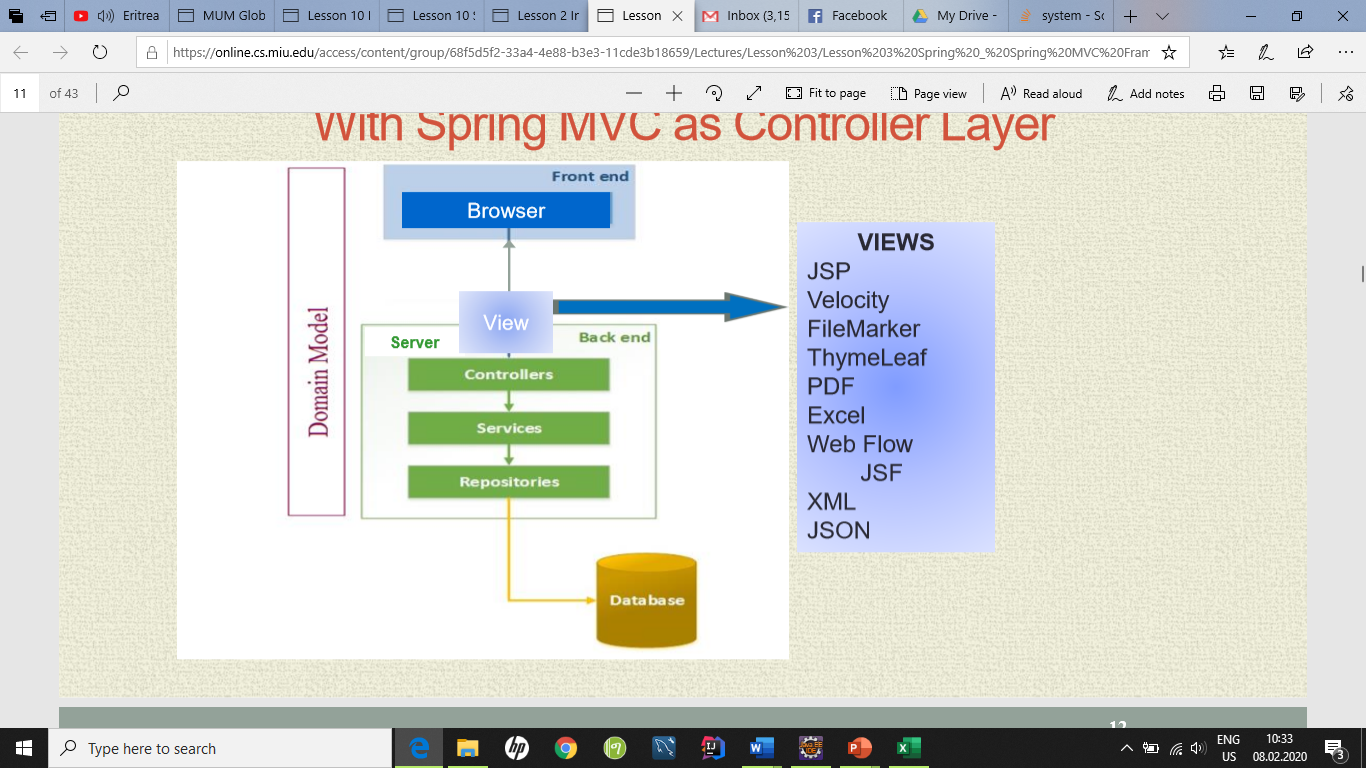 Eritrea
MUM Glob
Lesson 10 I
Lesson 10 S
Lesson 2 Ir
Lesson
Inbox (3,15
Facebook
My Drive -
system - So
https://online.cs.miu.edu/access/content/group/68f5d5f2-33a4-4e88-b3e3-11cde3b18659/Lectures/Lesson%203/Lesson%203%20Spring%20_%20Spring%20MVC%20Fram
11 of 43
Fit to page
Page view
Read aloud
Add notes
With Spring MVC as Controller Layer
Domain Model
Front end
Browser
View
Server
Back end
Controllers
Services
Repositories
Database
VIEWS
JSP
Velocity
FileMarker
ThymeLeaf
PDF
Excel
Web Flow
JSF
XML
JSON
12
Type here to search
ENG
US
10:33
08.02.2020
3